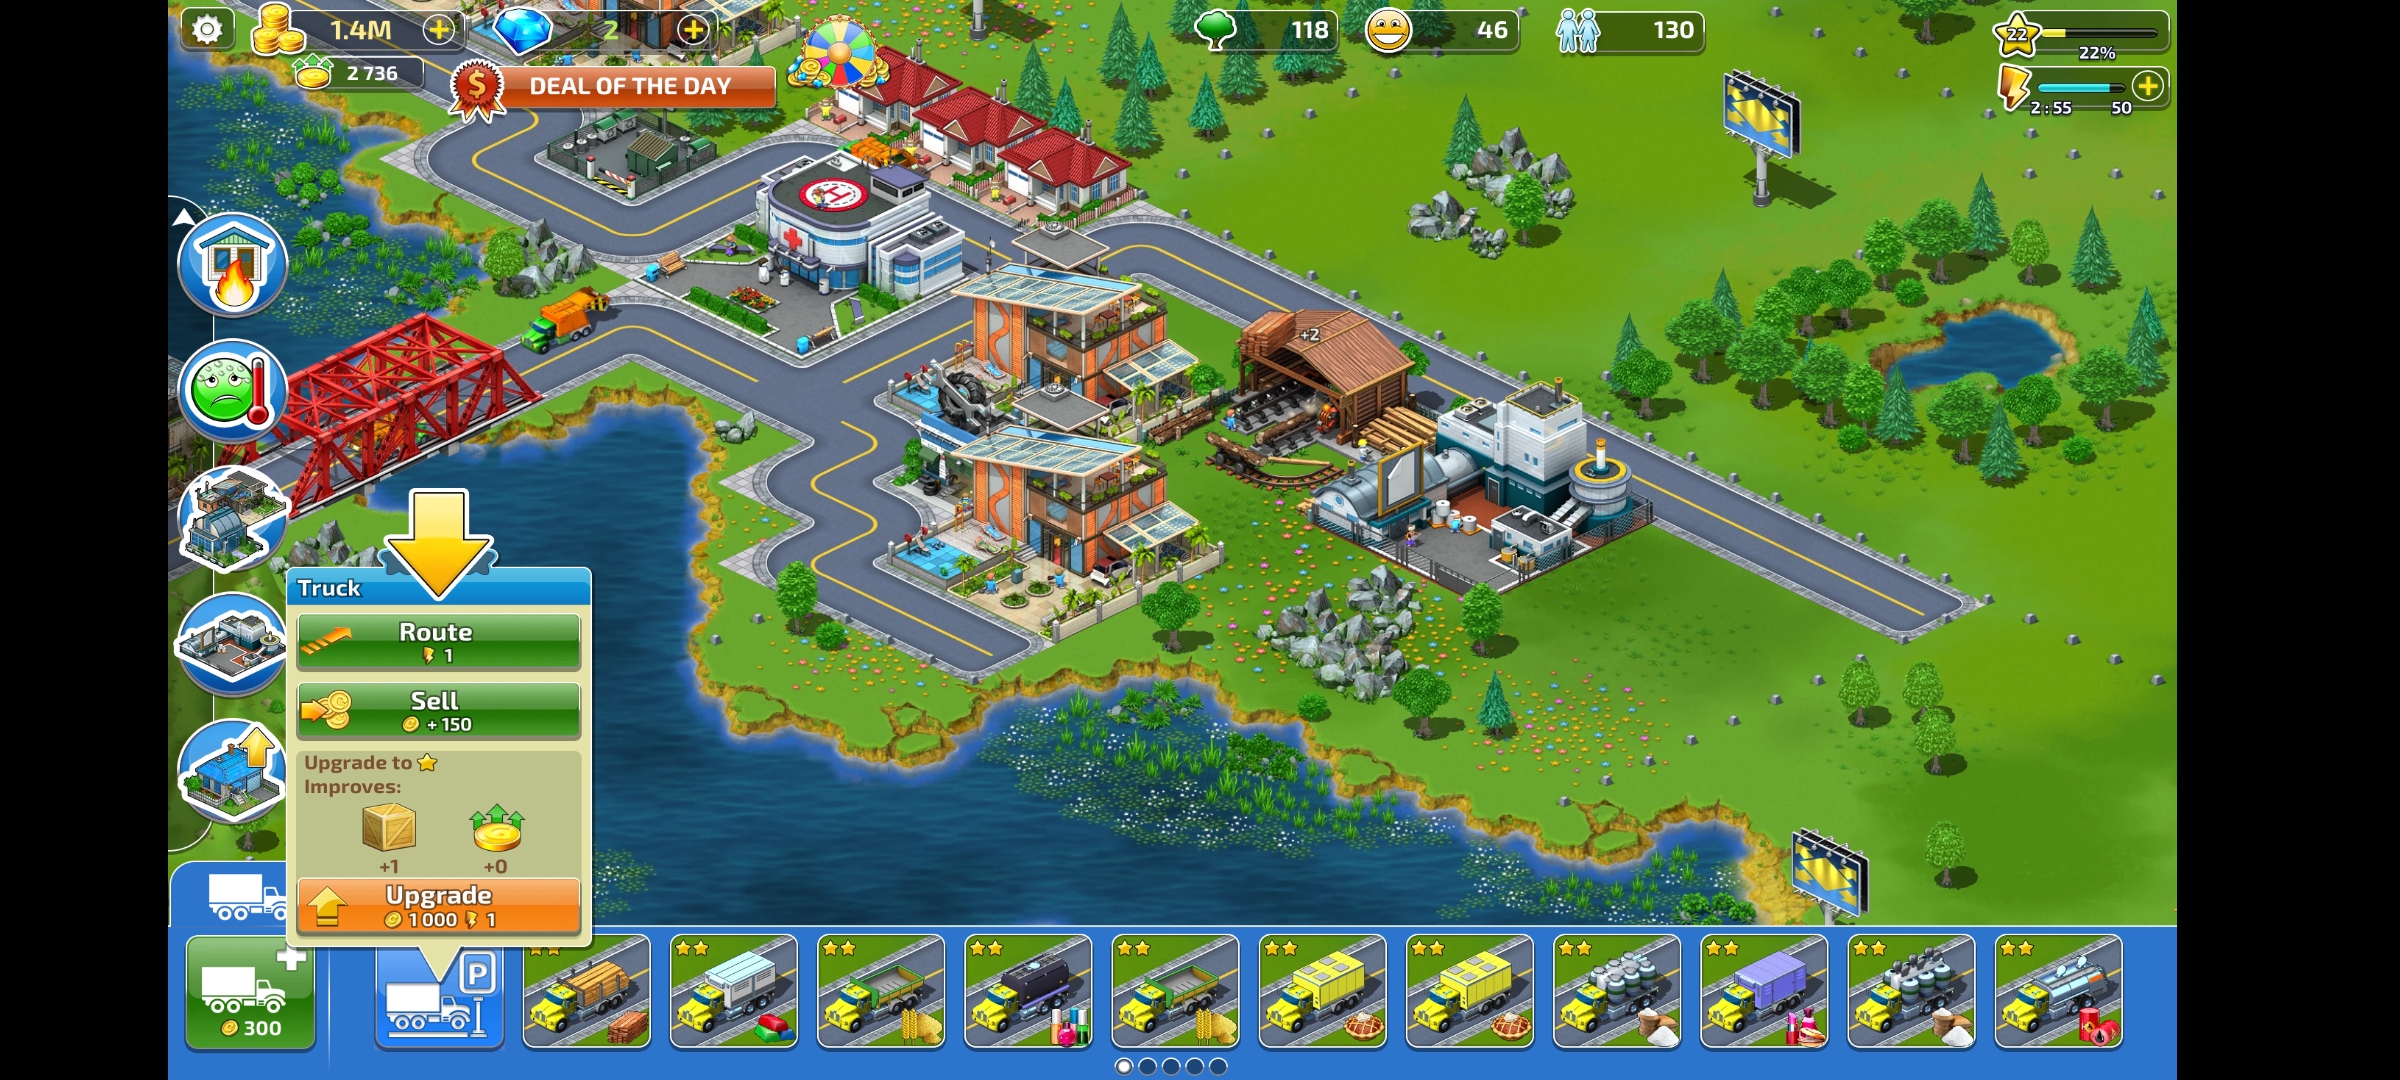 1.4M
2
118
46
130
22
22%
2 736
DEAL OF THE DAY
2:55
50
H
+2
Truck
Route
1
Sell
+150
Upgrade to
Improves:
+1
+0
Upgrade
1 000 1
P
300